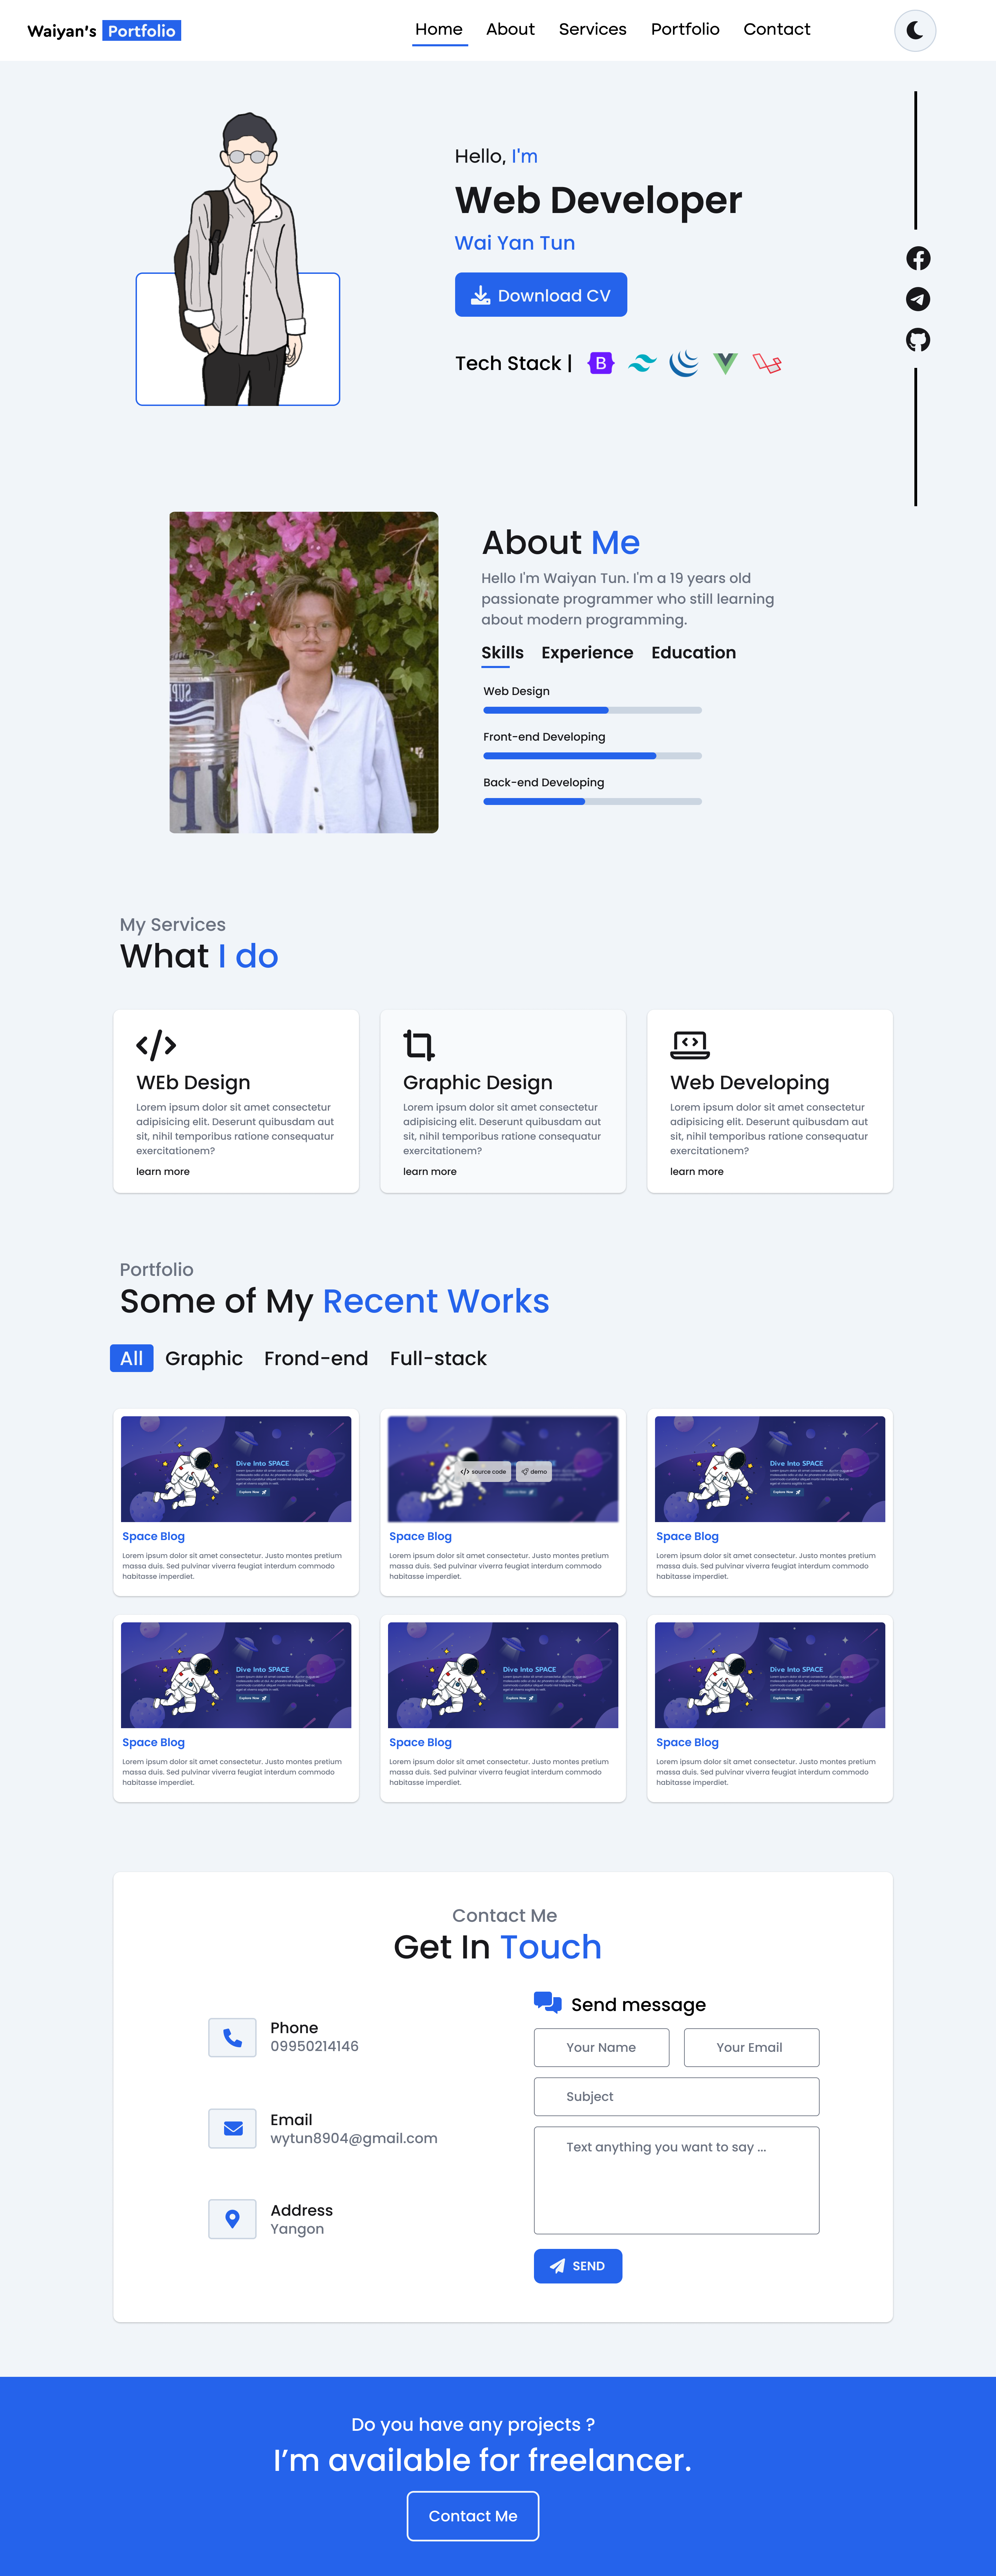 Waiyan's Portfolio
Home About Services Portfolio Contact
Hello, I'm
Web Developer
Wai Yan Tun
Download CV
Tech Stack |
B
About Me
Hello I'm Waiyan Tun. I'm a 19 years old
passionate programmer who still learning
about modern programming.
Skills Experience Education
Web Design
Front-end Developing
Back-end Developing
My Services
What I do
WEb Design
Lorem ipsum dolor sit amet consectetur
adipisicing elit. Deserunt quibusdam aut
sit, nihil temporibus ratione consequatur
exercitationem?
learn more
Graphic Design
Lorem ipsum dolor sit amet consectetur
adipisicing elit. Deserunt quibusdam aut
sit, nihil temporibus ratione consequatur
exercitationem?
learn more
Web Developing
Lorem ipsum dolor sit amet consectetur
adipisicing elit. Deserunt quibusdam aut
sit, nihil temporibus ratione consequatur
exercitationem?
learn more
Portfolio
Some of My Recent Works
All Graphic Frond-end Full-stack
Dive Into SPACE
Explore Now
Space Blog
Lorem ipsum dolor sit amet consectetur. Justo montes pretium
massa duis. Sed pulvinar viverra feugiat interdum commodo
habitasse imperdiet.
source code demo
Space Blog
Lorem ipsum dolor sit amet consectetur. Justo montes pretium
massa duis. Sed pulvinar viverra feugiat interdum commodo
habitasse imperdiet.
Dive Into SPACE
Explore Now
Space Blog
Lorem ipsum dolor sit amet consectetur. Justo montes pretium
massa duis. Sed pulvinar viverra feugiat interdum commodo
habitasse imperdiet.
Dive Into SPACE
Explore Now
Space Blog
Lorem ipsum dolor sit amet consectetur. Justo montes pretium
massa duis. Sed pulvinar viverra feugiat interdum commodo
habitasse imperdiet.
Dive Into SPACE
Explore Now
Space Blog
Lorem ipsum dolor sit amet consectetur. Justo montes pretium
massa duis. Sed pulvinar viverra feugiat interdum commodo
habitasse imperdiet.
Dive Into SPACE
Explore Now
Space Blog
Lorem ipsum dolor sit amet consectetur. Justo montes pretium
massa duis. Sed pulvinar viverra feugiat interdum commodo
habitasse imperdiet.
Contact Me
Get In Touch
Phone
09950214146
Email
wytun8904@gmail.com
Address
Yangon
Send message
Your Name
Your Email
Subject
Text anything you want to say ...
SEND
Do you have any projects ?
I’m available for freelancer.
Contact Me